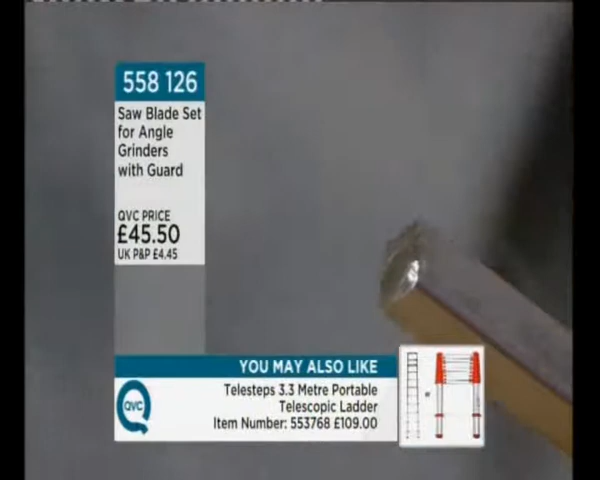 558 126
Saw Blade Set
for Angle
Grinders
with Guard
QVC PRICE
£45.50
UK P&P £4.45
YOU MAY ALSO LIKE
QVC
Telesteps 3.3 Metre Portable
Telescopic Ladder
Item Number: 553768 £109.00